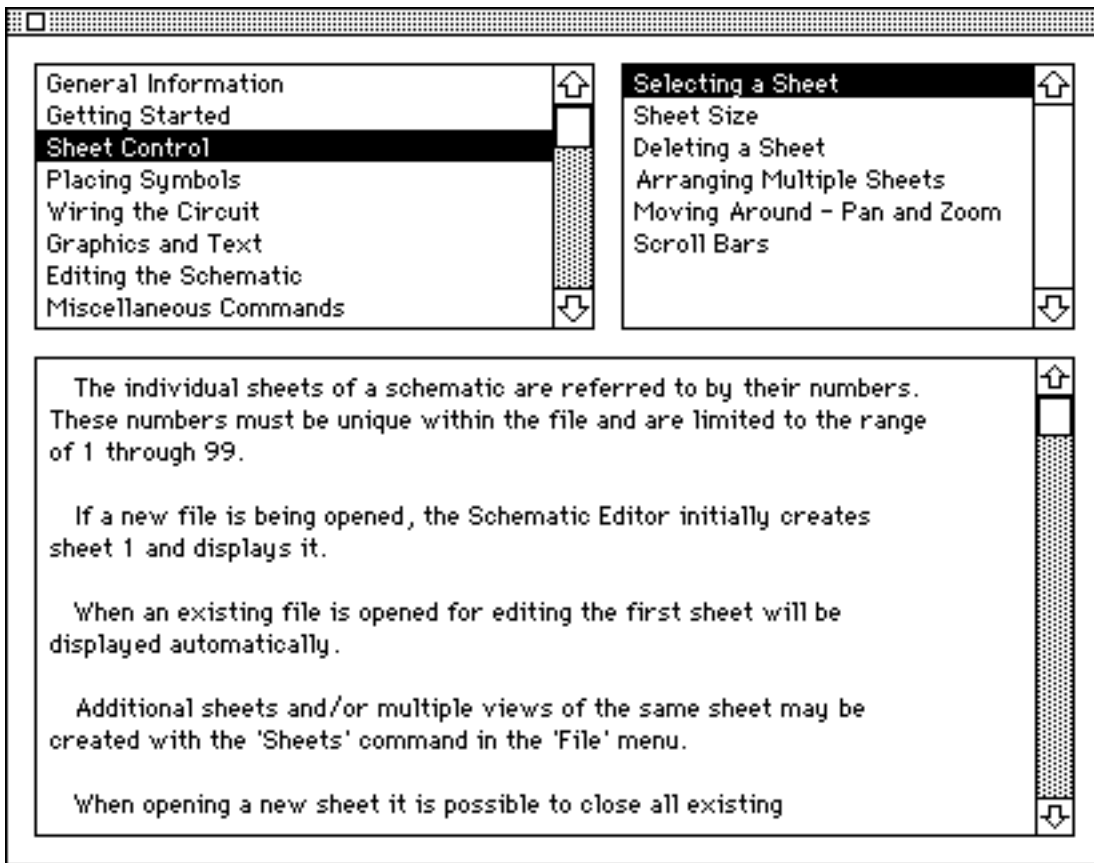 General Information
Getting Started
Sheet Control
Placing Symbols
Wiring the Circuit
Graphics and Text
Editing the Schematic
Miscellaneous Commands
Selecting a Sheet
Sheet Size
Deleting a Sheet
Arranging Multiple Sheets
Moving Around - Pan and Zoom
Scroll Bars
The individual sheets of a schematic are referred to by their numbers.
These numbers must be unique within the file and are limited to the range
of 1 through 99.
If a new file is being opened, the Schematic Editor initially creates
sheet 1 and displays it.
When an existing file is opened for editing the first sheet will be
displayed automatically.
Additional sheets and/or multiple views of the same sheet may be
created with the 'Sheets' command in the 'File' menu.
When opening a new sheet it is possible to close all existing